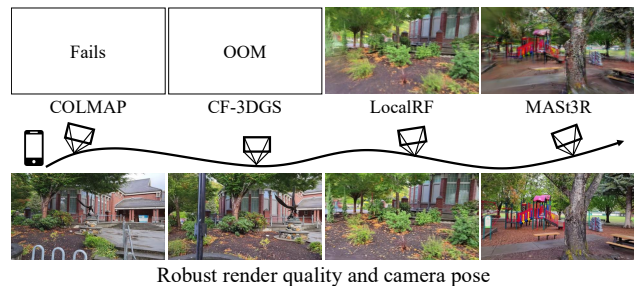 Fails
OOM
COLMAP
CF-3DGS
LocalRF
MASt3R
Robust render quality and camera pose